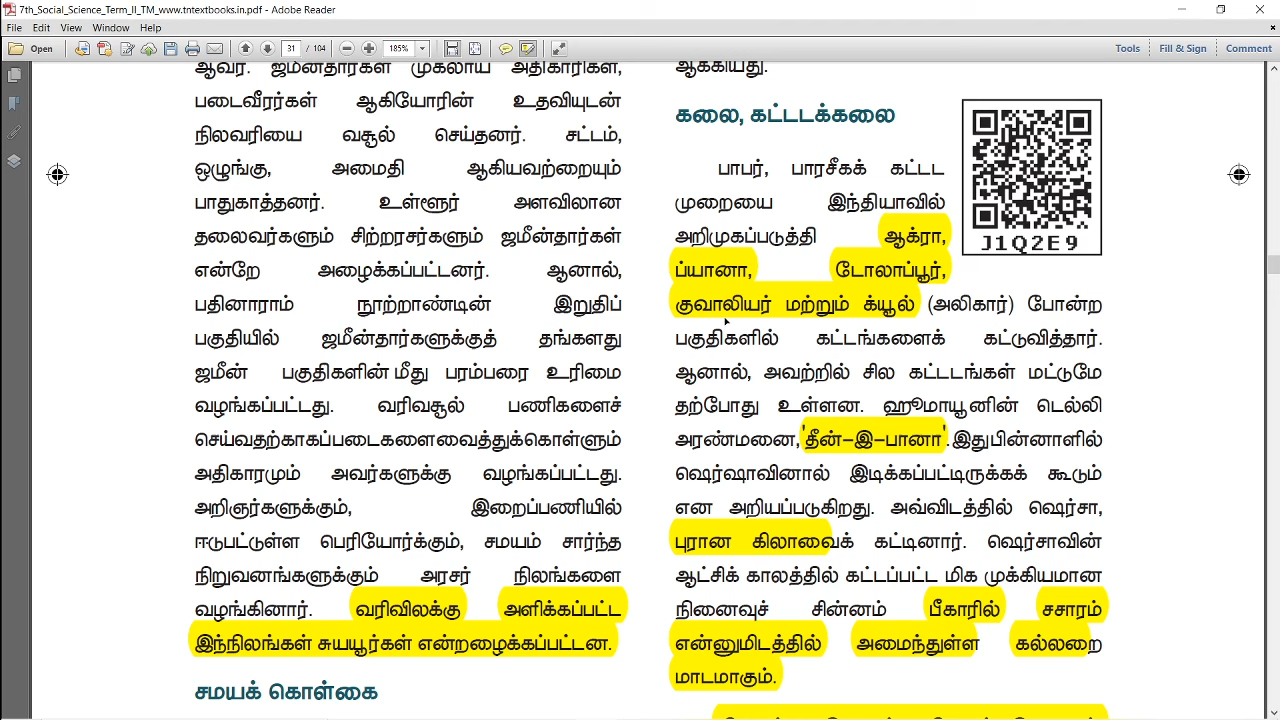 7th_Social_Science_Term_II_TM_www.tntextbooks.in.pdf - Adobe Reader
File Edit View Window Help
Open 31 / 104 185% Tools Fill & Sign Comment
ஆவர். ஜமீன்தார்கள் முகலாய அதிகாரிகள்,
படைவீரர்கள் ஆகியோரின் உதவியுடன்
நிலவரியை வசூல் செய்தனர். சட்டம்,
ஒழுங்கு, அமைதி ஆகியவற்றையும்
பாதுகாத்தனர். உள்ளூர் அளவிலான
தலைவர்களும் சிற்றரசர்களும் ஜமீன்தார்கள்
என்றே அழைக்கப்பட்டனர். ஆனால்,
பதினாராம் நூற்றாண்டின் இறுதிப்
பகுதியில் ஜமீன்தார்களுக்குத் தங்களது
ஜமீன் பகுதிகளின் மீது பரம்பரை உரிமை
வழங்கப்பட்டது. வரிவசூல் பணிகளைச்
செய்வதற்காகப்படைகளைவைத்துக்கொள்ளும்
அதிகாரமும் அவர்களுக்கு வழங்கப்பட்டது.
அறிஞர்களுக்கும், இறைப்பணியில்
ஈடுபட்டுள்ள பெரியோர்க்கும், சமயம் சார்ந்த
நிறுவனங்களுக்கும் அரசர் நிலங்களை
வழங்கினார். வரிவிலக்கு அளிக்கப்பட்ட
இந்நிலங்கள் சுயயூர்கள் என்றழைக்கப்பட்டன.
சமயக் கொள்கை
ஆக்கியது.
கலை, கட்டடக்கலை
பாபர், பாரசீகக் கட்டட
முறையை இந்தியாவில்
அறிமுகப்படுத்தி ஆக்ரா,
ப்யானா, டோலாப்பூர்,
குவாலியர் மற்றும் க்யூல் (அலிகார்) போன்ற
பகுதிகளில் கட்டங்களைக் கட்டுவித்தார்.
ஆனால், அவற்றில் சில கட்டடங்கள் மட்டுமே
தற்போது உள்ளன. ஹூமாயூனின் டெல்லி
அரண்மனை,'தீன்–இ–பானா'.இதுபின்னாளில்
ஷெர்ஷாவினால் இடிக்கப்பட்டிருக்கக் கூடும்
என அறியப்படுகிறது. அவ்விடத்தில் ஷெர்சா,
புரான கிலாவைக் கட்டினார். ஷெர்சாவின்
ஆட்சிக் காலத்தில் கட்டப்பட்ட மிக முக்கியமான
நினைவுச் சின்னம் பீகாரில் சசாரம்
என்னுமிடத்தில் அமைந்துள்ள கல்லறை
மாடமாகும்.
J1Q2E9